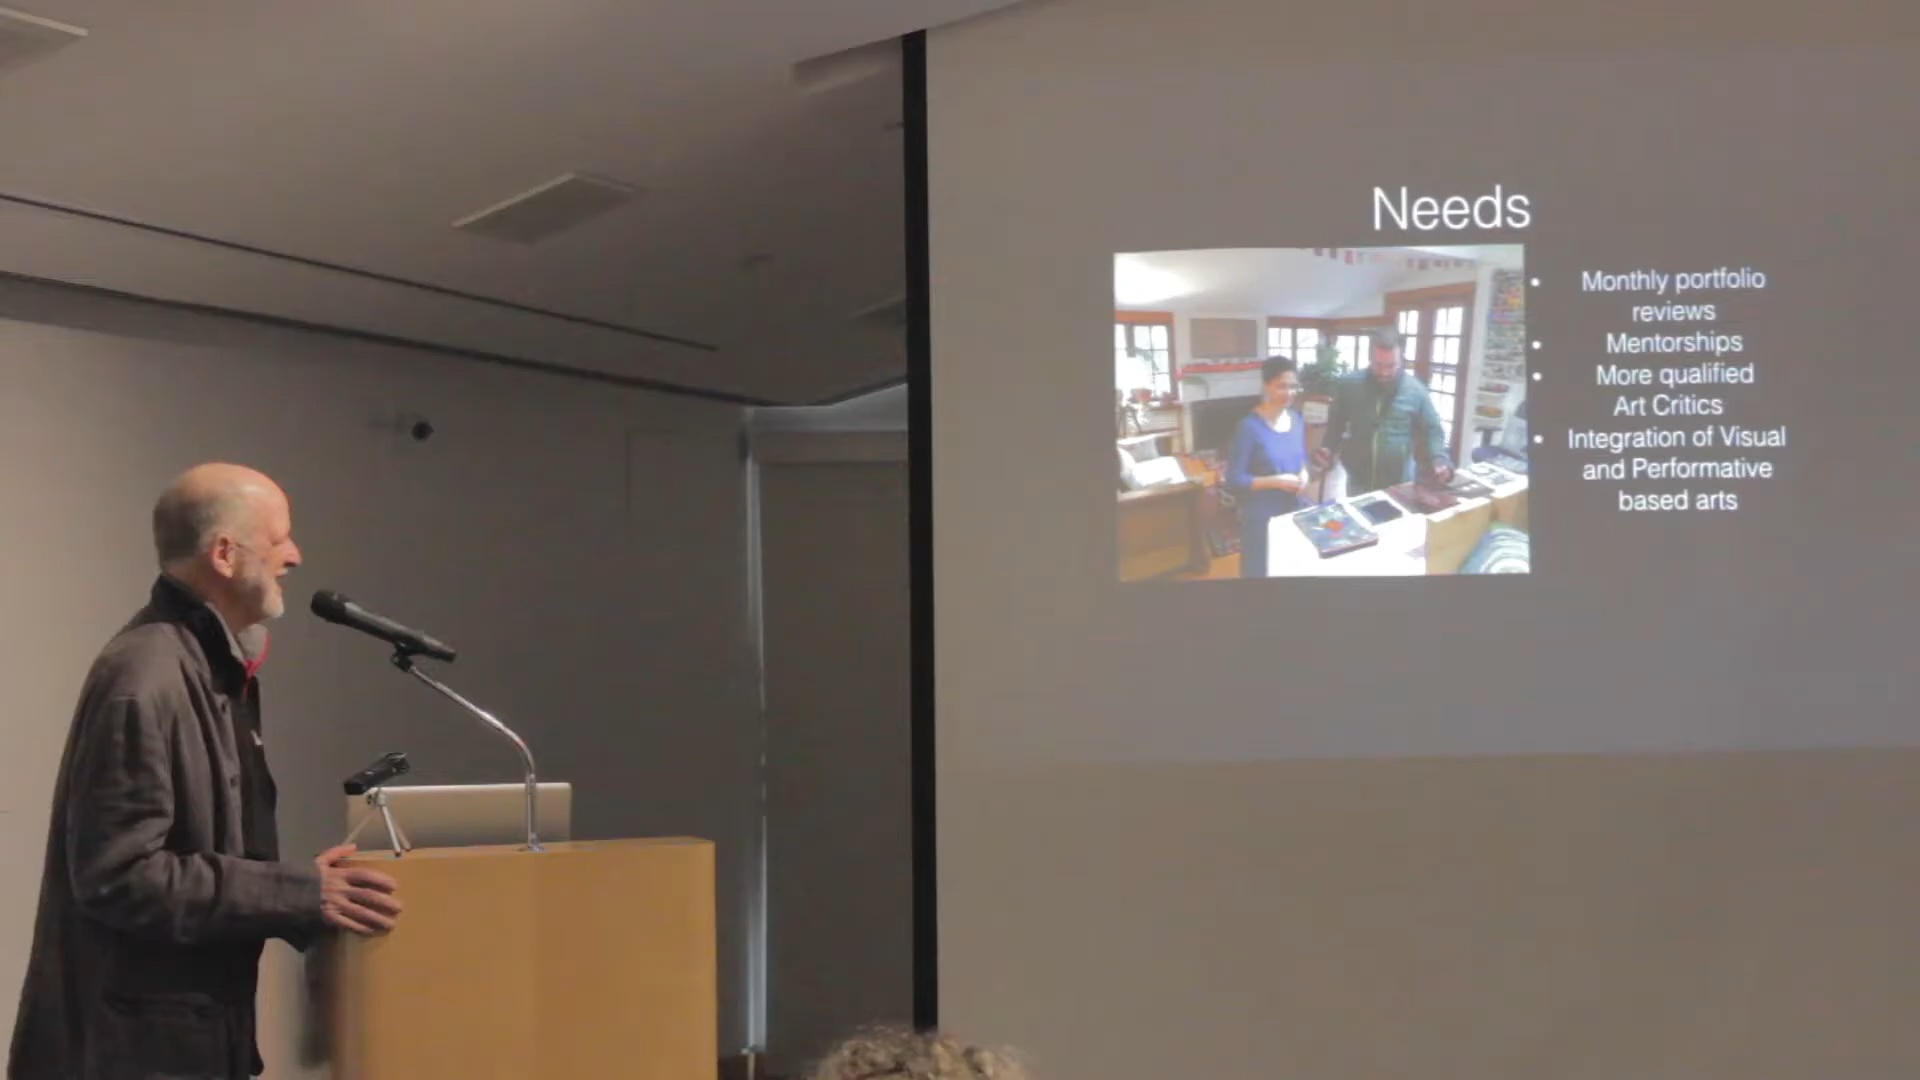 Needs
• Monthly portfolio
reviews
• Mentorships
• More qualified
Art Critics
• Integration of Visual
and Performative
based arts